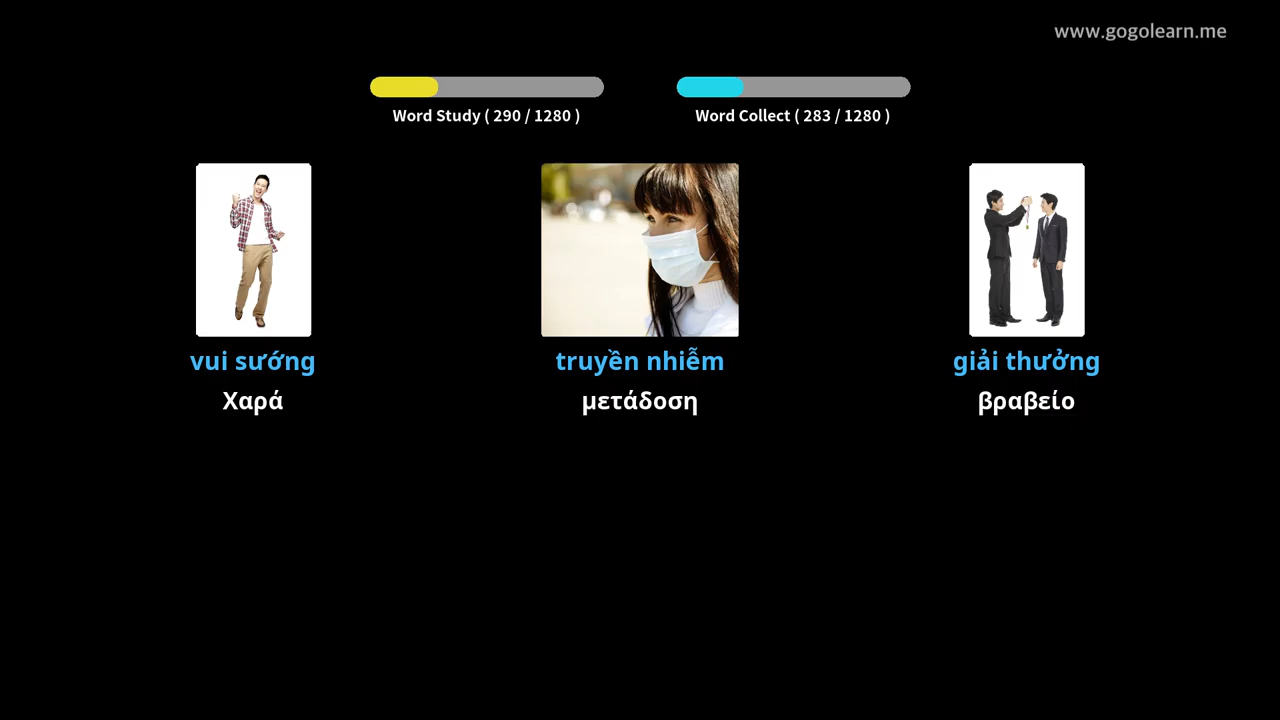 www.gogolearn.me
Word Study ( 290 / 1280 )
Word Collect ( 283 / 1280 )
vui sướng
truyền nhiễm
giải thưởng
Χαρά
μετάδοση
βραβείο